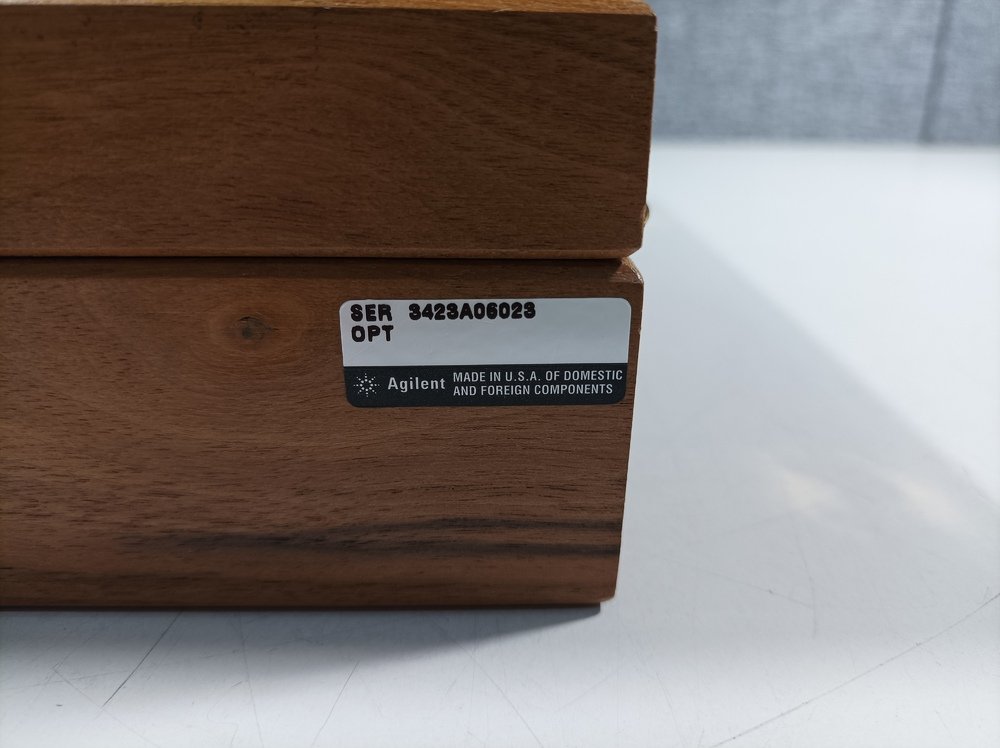 SER 3423A06023
OPT
Agilent MADE IN U.S.A. OF DOMESTIC
AND FOREIGN COMPONENTS